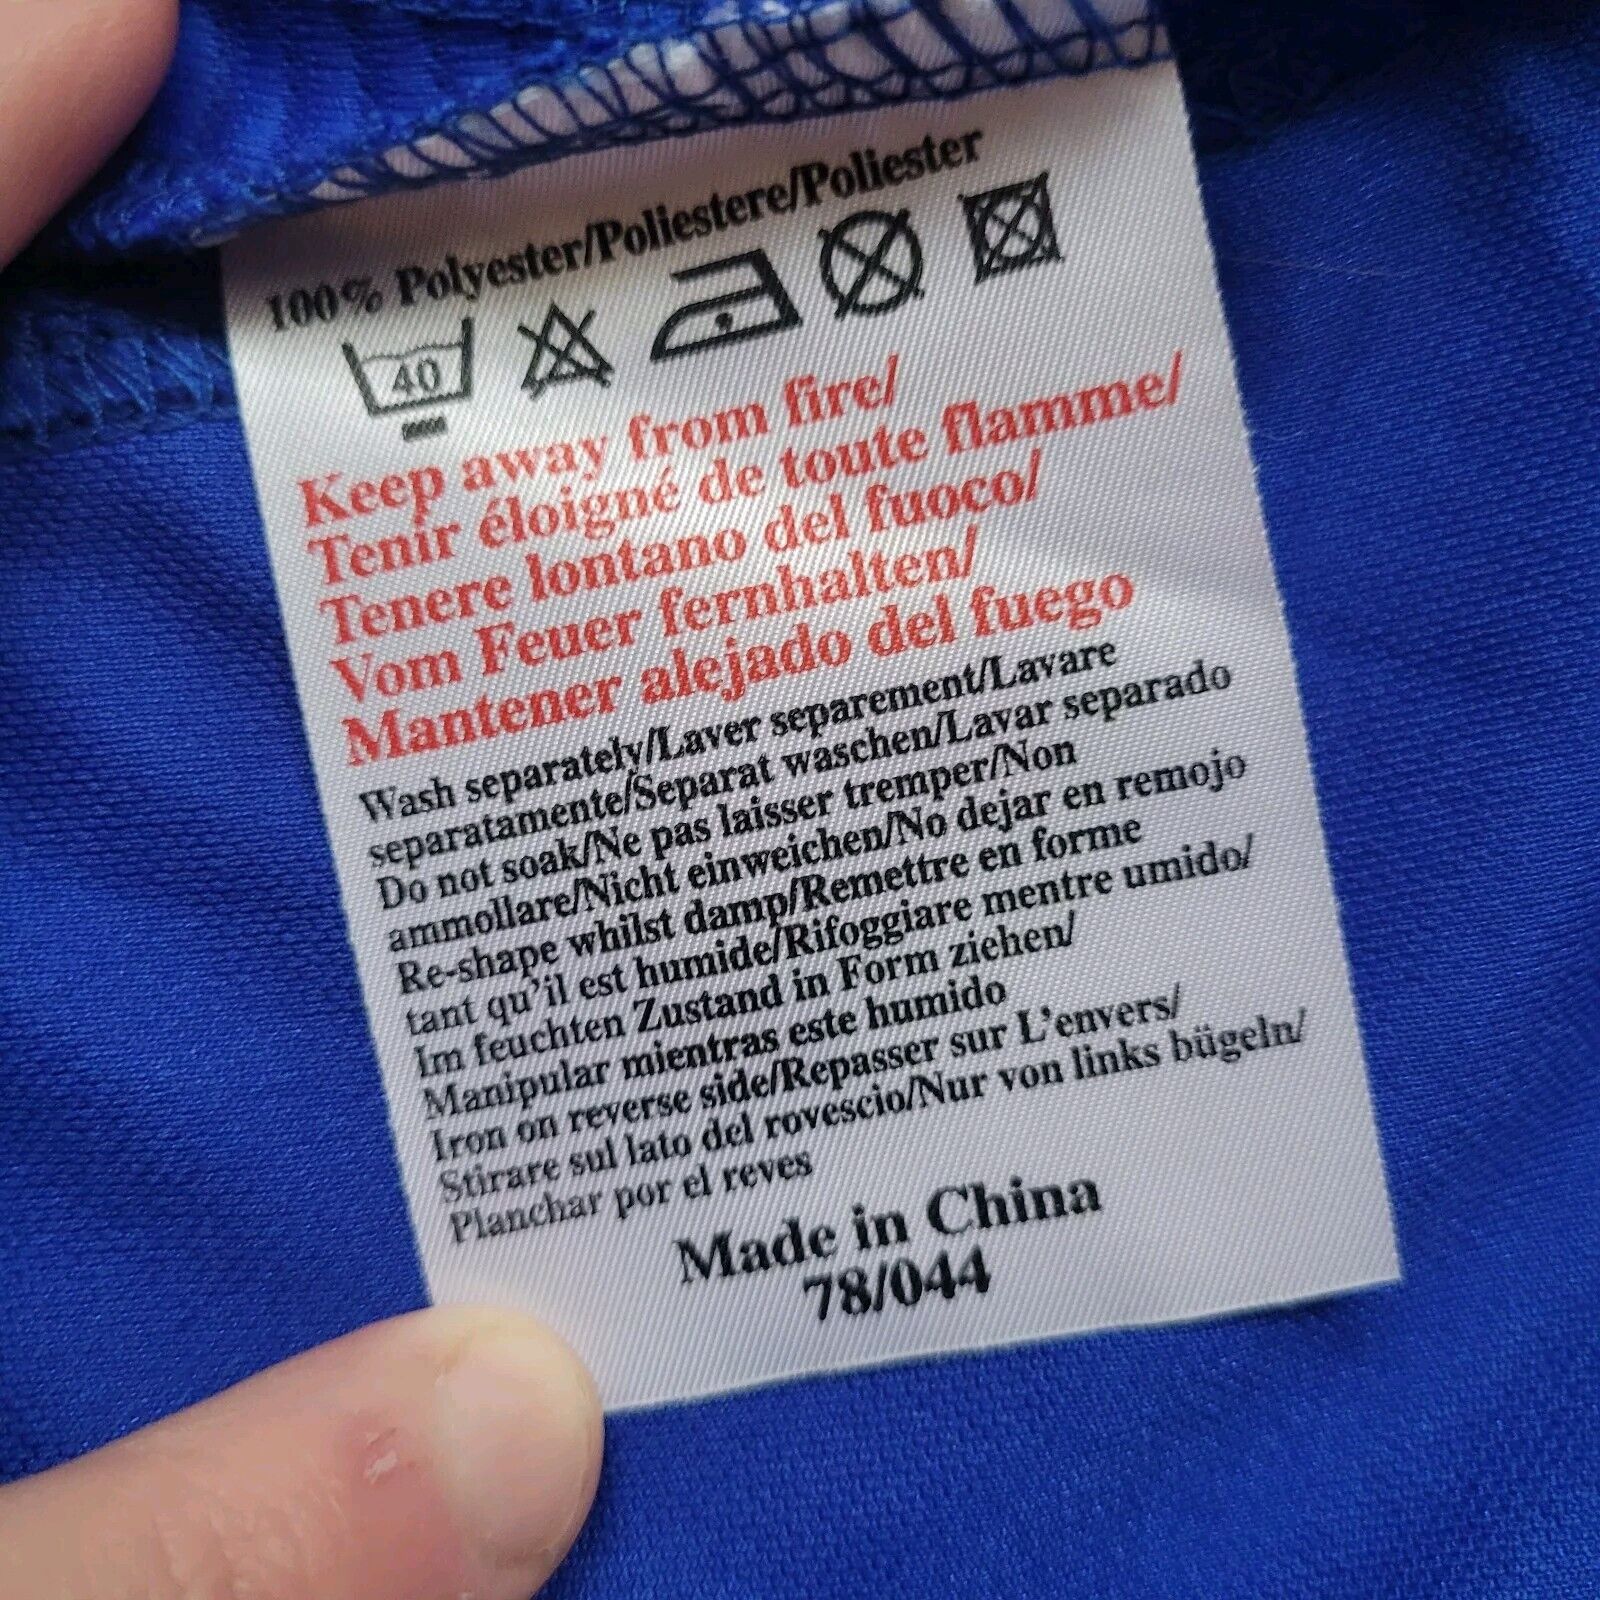 100% Polyester/Poliestere/Poliester
40
Keep away from fire/
Tenir éloigné de toute flamme/
Tenere lontano del fuoco/
Vom Feuer fernhalten/
Mantener alejado del fuego
Wash separately/Laver separement/Lavare
separatamente/Separat waschen/Lavar separado
Do not soak/Ne pas laisser tremper/Non
ammollare/Nicht einweichen/No dejar en remojo
Re-shape whilst damp/Remettre en forme
tant qu'il est humide/Rifoggiare mentre umido/
Im feuchten Zustand in Form ziehen/
Manipular mientras este humido
Iron on reverse side/Repasser sur L'envers/
Stirare sul lato del rovescio/Nur von links bügeln/
Planchar por el reves
Made in China
78/044